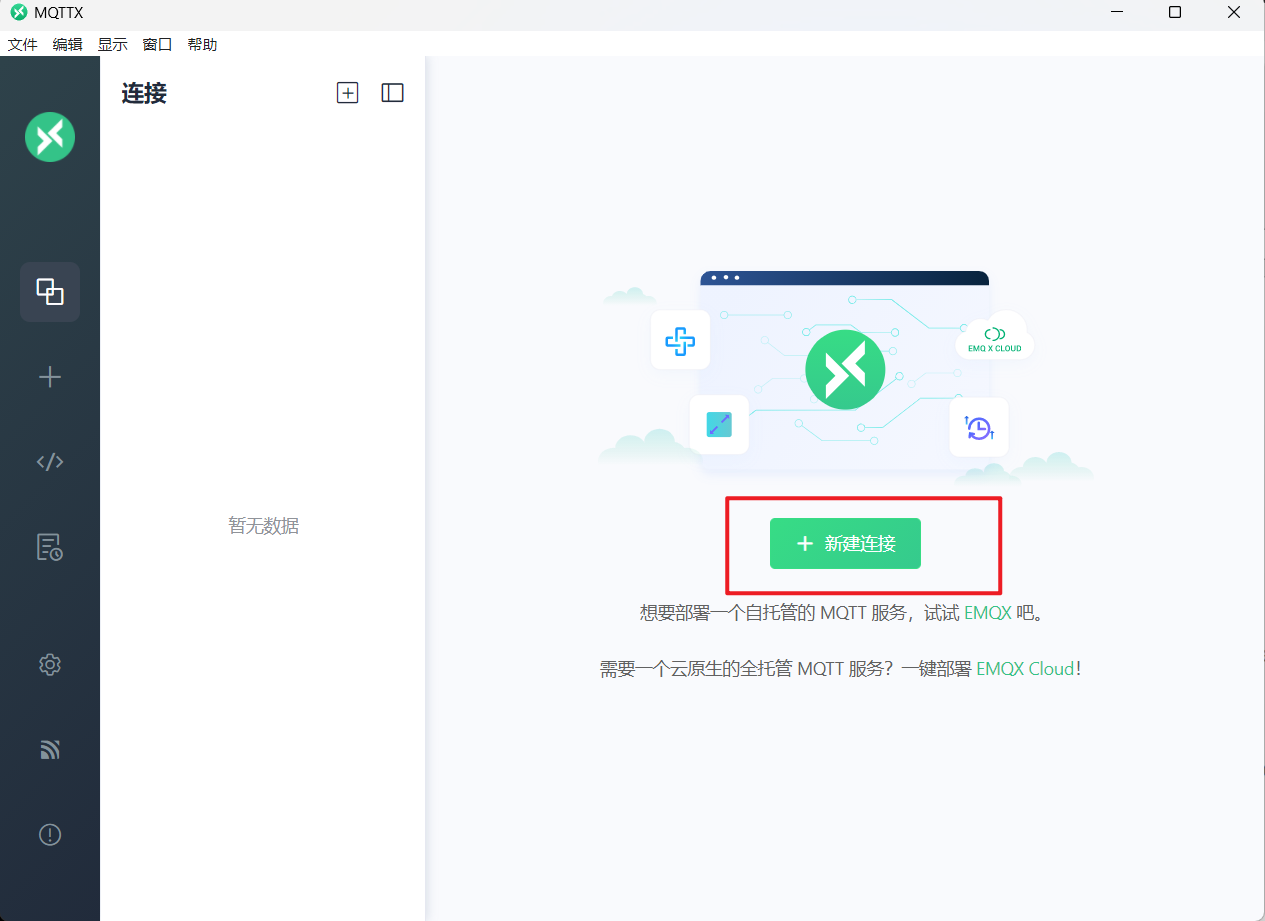 MQTTX
文件 编辑 显示 窗口 帮助
连接
暂无数据
EMQ X CLOUD
新建连接
想要部署一个自托管的 MQTT 服务，试试 EMQX 吧。
需要一个云原生的全托管 MQTT 服务？一键部署 EMQX Cloud！